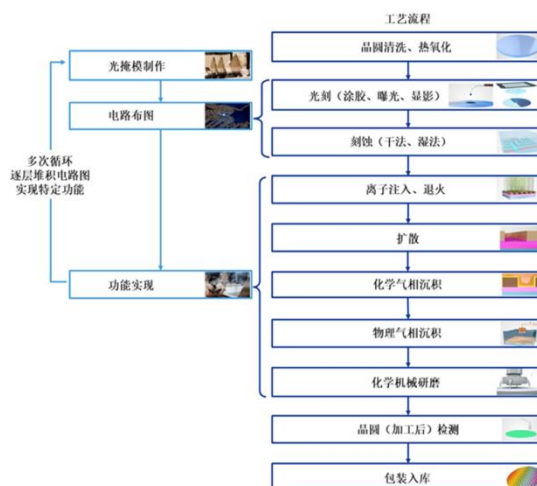 工艺流程
晶圆清洗、热氧化
光掩模制作
光刻（涂胶、曝光、显影）
电路布图
刻蚀（干法、湿法）
多次循环
逐层堆积电路图
实现特定功能
离子注入、退火
扩散
功能实现
化学气相沉积
物理气相沉积
化学机械研磨
晶圆（加工后）检测
包装入库